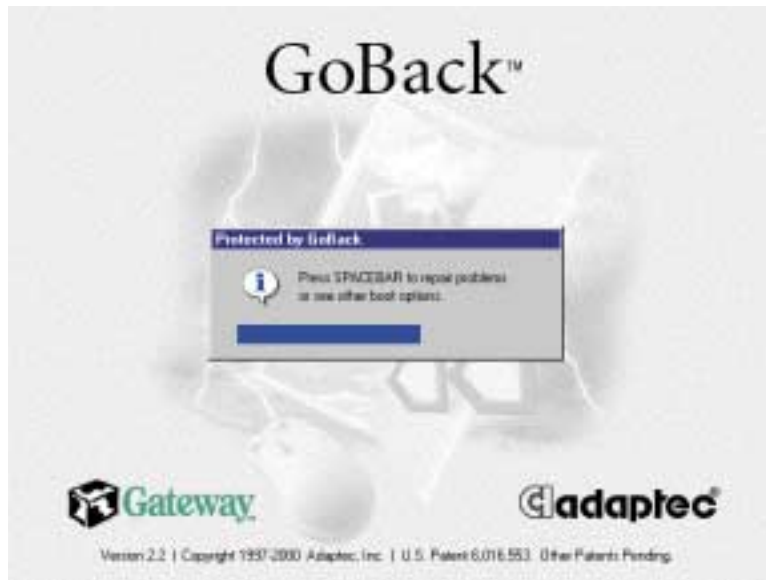 GoBack™
Protected by GoBack
Press SPACEBAR to repair problems
or see other boot options.
Gateway
adaptec®
Version 2.2 | Copyright 1997-2000 Adaptec, Inc. | U.S. Patent 6,016,553. Other Patents Pending.